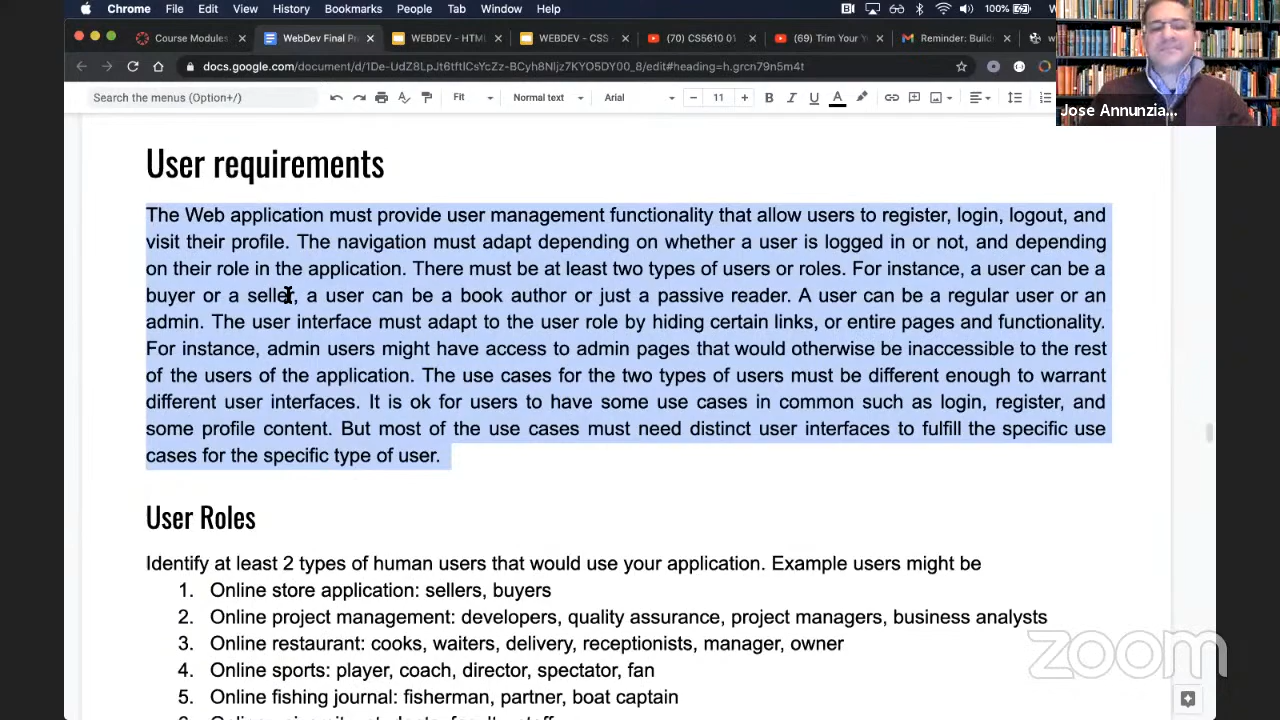 Chrome File Edit View History Bookmarks People Tab Window Help 100%
Course Modules WebDev Final P WEBDEV - HTML WEBDEV - CSS (70) CS5610 01 (69) Trim Your Reminder: Build
docs.google.com/document/d/1De-UdZ8LpJt6tftlCsYcZz-BCyh8Nljz7KYO5DY00_8/edit#heading=h.grcn79n5m4t
Search the menus (Option+/) Fit Normal text Arial 11 B I U A
Jose Annunzia...
User requirements
The Web application must provide user management functionality that allow users to register, login, logout, and
visit their profile. The navigation must adapt depending on whether a user is logged in or not, and depending
on their role in the application. There must be at least two types of users or roles. For instance, a user can be a
buyer or a seller, a user can be a book author or just a passive reader. A user can be a regular user or an
admin. The user interface must adapt to the user role by hiding certain links, or entire pages and functionality.
For instance, admin users might have access to admin pages that would otherwise be inaccessible to the rest
of the users of the application. The use cases for the two types of users must be different enough to warrant
different user interfaces. It is ok for users to have some use cases in common such as login, register, and
some profile content. But most of the use cases must need distinct user interfaces to fulfill the specific use
cases for the specific type of user.
User Roles
Identify at least 2 types of human users that would use your application. Example users might be
1. Online store application: sellers, buyers
2. Online project management: developers, quality assurance, project managers, business analysts
3. Online restaurant: cooks, waiters, delivery, receptionists, manager, owner
4. Online sports: player, coach, director, spectator, fan
5. Online fishing journal: fisherman, partner, boat captain
zoom